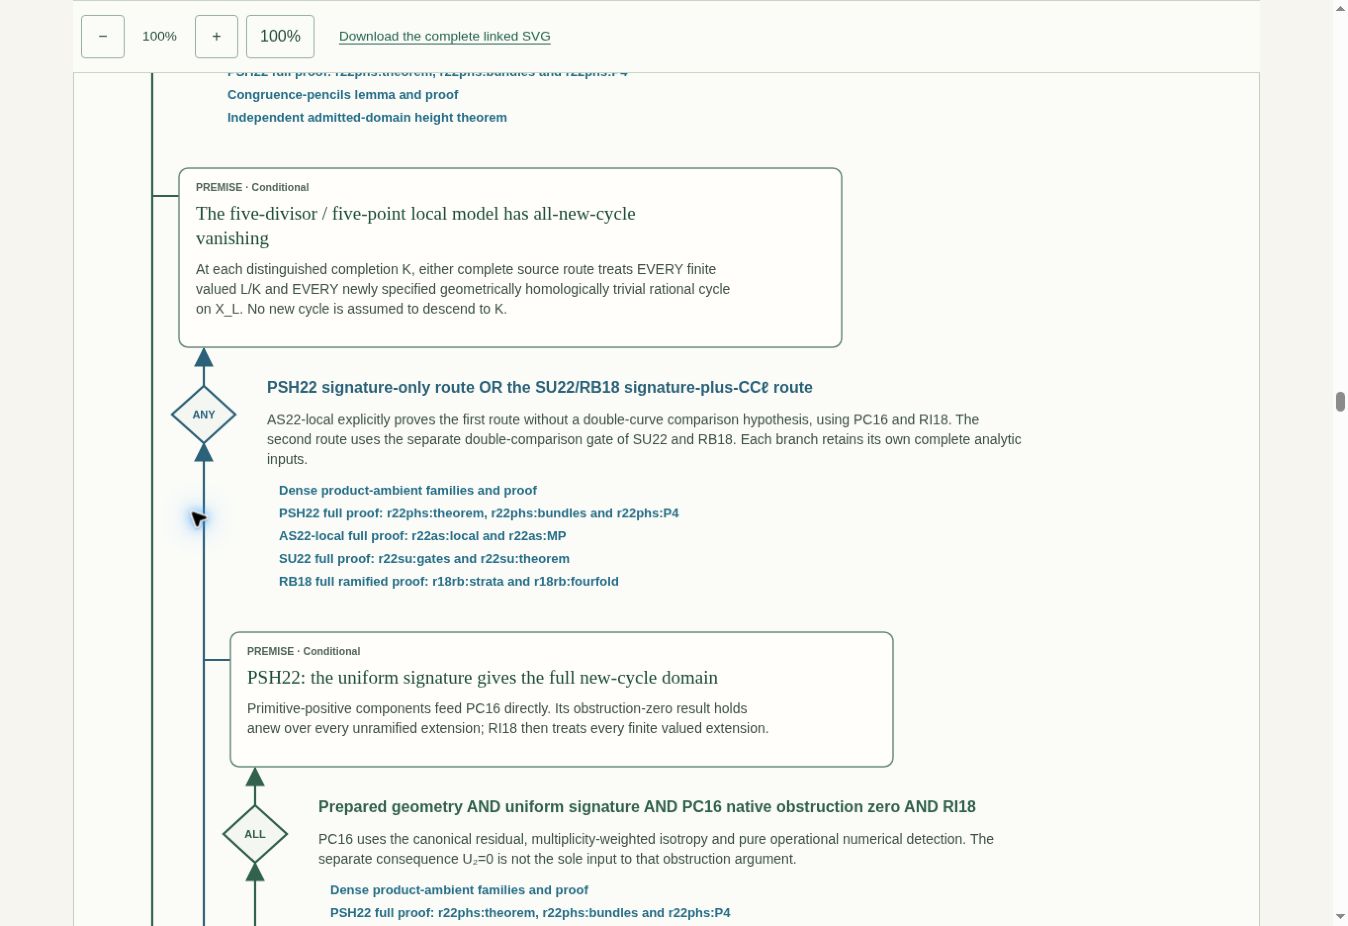 −
100%
+
100%
Download the complete linked SVG
PSH22 full proof: r22phs:theorem, r22phs:bundles and r22phs:P4
Congruence-pencils lemma and proof
Independent admitted-domain height theorem
PREMISE · Conditional
The five-divisor / five-point local model has all-new-cycle
vanishing
At each distinguished completion K, either complete source route treats EVERY finite
valued L/K and EVERY newly specified geometrically homologically trivial rational cycle
on X_L. No new cycle is assumed to descend to K.
PSH22 signature-only route OR the SU22/RB18 signature-plus-CCℓ route
ANY
AS22-local explicitly proves the first route without a double-curve comparison hypothesis, using PC16 and RI18. The
second route uses the separate double-comparison gate of SU22 and RB18. Each branch retains its own complete analytic
inputs.
Dense product-ambient families and proof
PSH22 full proof: r22phs:theorem, r22phs:bundles and r22phs:P4
AS22-local full proof: r22as:local and r22as:MP
SU22 full proof: r22su:gates and r22su:theorem
RB18 full ramified proof: r18rb:strata and r18rb:fourfold
PREMISE · Conditional
PSH22: the uniform signature gives the full new-cycle domain
Primitive-positive components feed PC16 directly. Its obstruction-zero result holds
anew over every unramified extension; RI18 then treats every finite valued extension.
Prepared geometry AND uniform signature AND PC16 native obstruction zero AND RI18
ALL
PC16 uses the canonical residual, multiplicity-weighted isotropy and pure operational numerical detection. The
separate consequence U₂=0 is not the sole input to that obstruction argument.
Dense product-ambient families and proof
PSH22 full proof: r22phs:theorem, r22phs:bundles and r22phs:P4